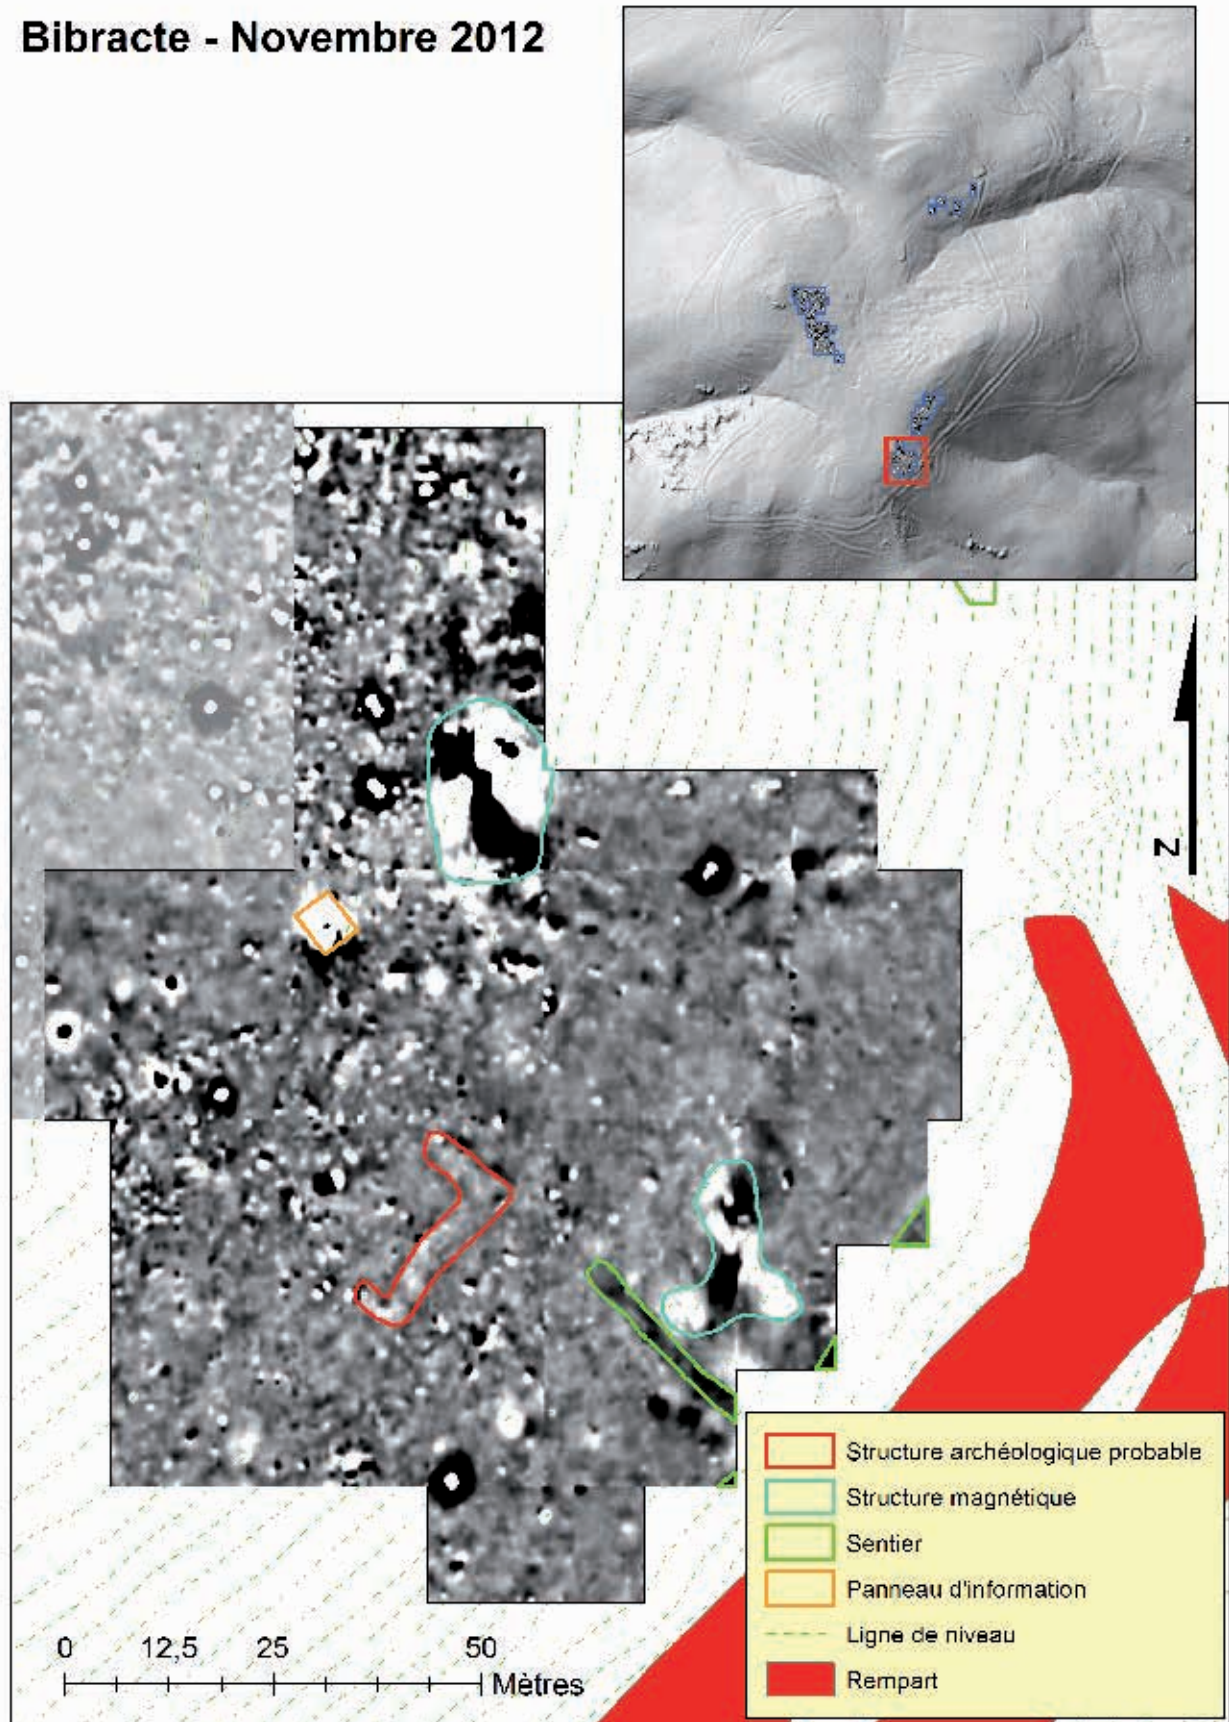 Bibracte - Novembre 2012
N
Structure archéologique probable
Structure magnétique
Sentier
Panneau d'information
Ligne de niveau
Rempart
0 12,5 25 50
Mètres